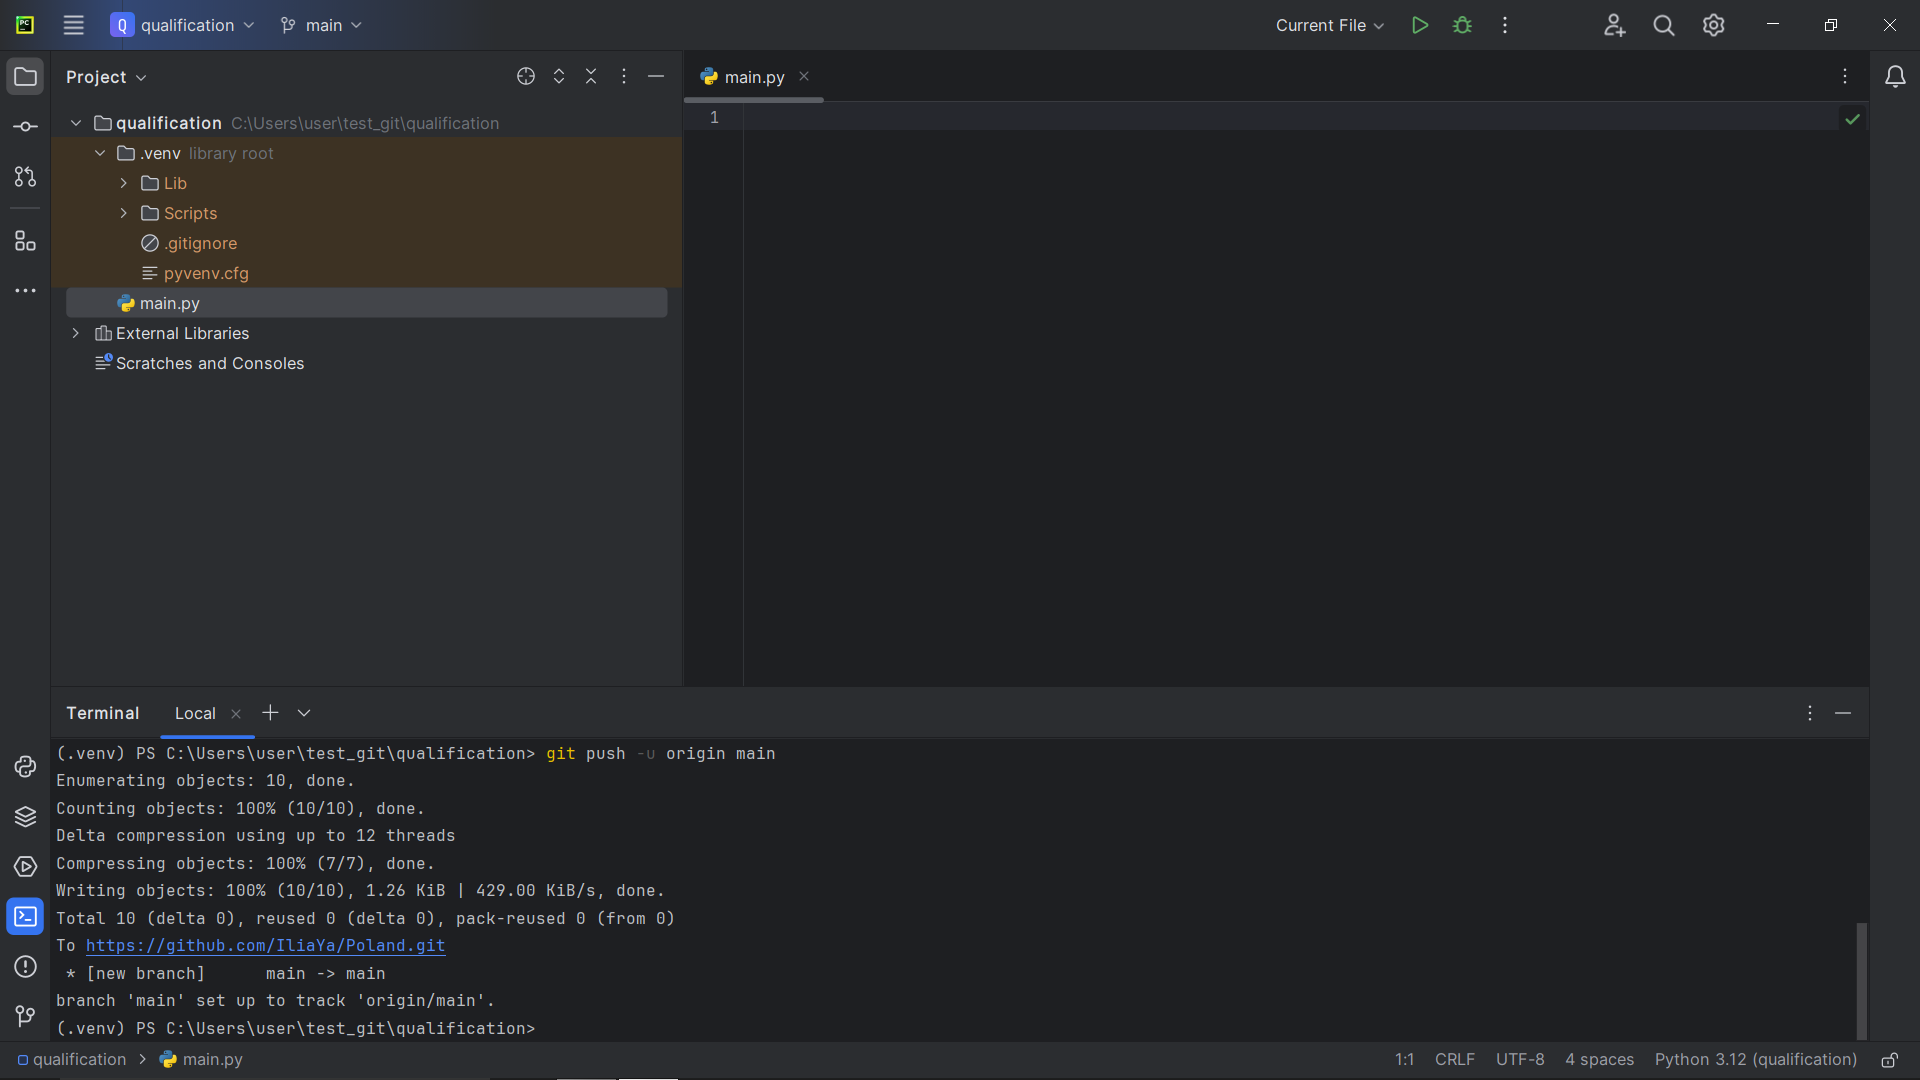 PC
Q qualification main
Current File
Project
main.py
qualification C:\Users\user\test_git\qualification
.venv library root
Lib
Scripts
.gitignore
pyvenv.cfg
main.py
External Libraries
Scratches and Consoles
1
Terminal Local
(.venv) PS C:\Users\user\test_git\qualification> git push -u origin main
Enumerating objects: 10, done.
Counting objects: 100% (10/10), done.
Delta compression using up to 12 threads
Compressing objects: 100% (7/7), done.
Writing objects: 100% (10/10), 1.26 KiB | 429.00 KiB/s, done.
Total 10 (delta 0), reused 0 (delta 0), pack-reused 0 (from 0)
To https://github.com/IliaYa/Poland.git
* [new branch]      main -> main
branch 'main' set up to track 'origin/main'.
(.venv) PS C:\Users\user\test_git\qualification>
qualification > main.py
1:1 CRLF UTF-8 4 spaces Python 3.12 (qualification)